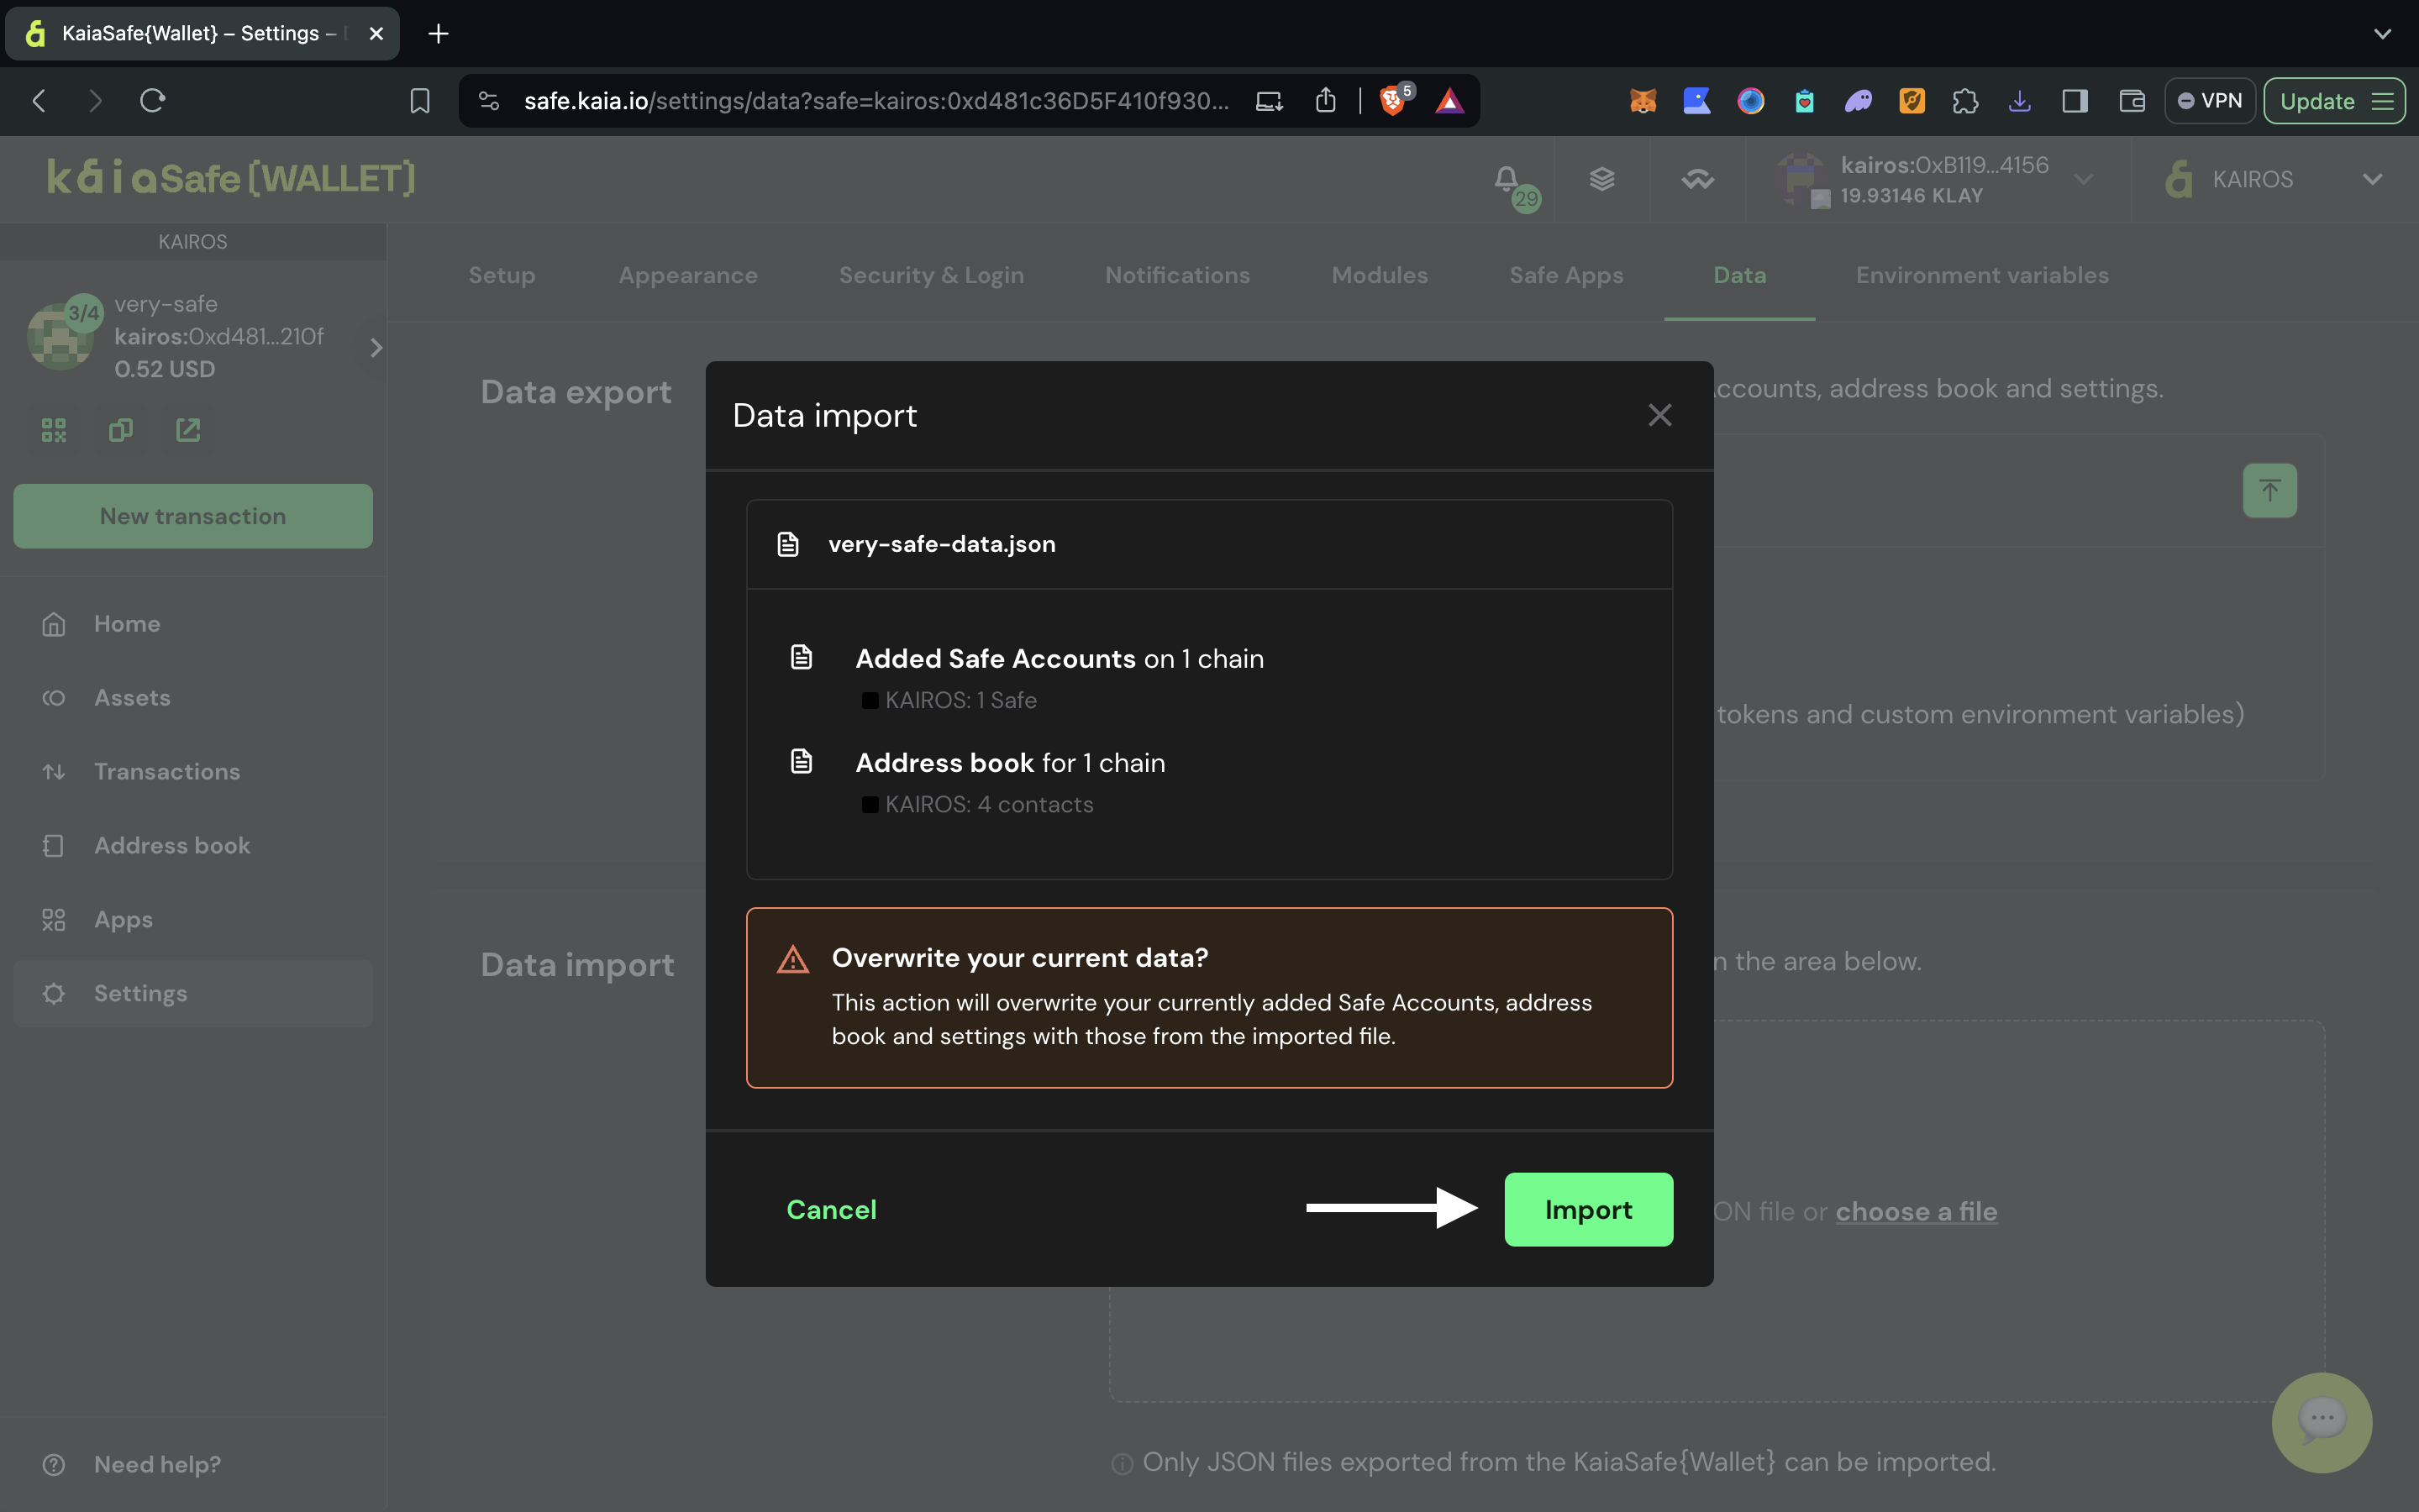 KaiaSafe{Wallet} – Settings –
safe.kaia.io/settings/data?safe=kairos:0xd481c36D5F410f930...
5
VPN
Update
kaiaSafe[WALLET]
29
kairos:0xB119...4156
19.93146 KLAY
KAIROS
KAIROS
3/4
very-safe
kairos:0xd481...210f
0.52 USD
New transaction
Home
Assets
Transactions
Address book
Apps
Settings
Need help?
Setup
Appearance
Security & Login
Notifications
Modules
Safe Apps
Data
Environment variables
Data export
ccounts, address book and settings.
tokens and custom environment variables)
Data import
very-safe-data.json
Added Safe Accounts on 1 chain
KAIROS: 1 Safe
Address book for 1 chain
KAIROS: 4 contacts
Overwrite your current data?
This action will overwrite your currently added Safe Accounts, address
book and settings with those from the imported file.
Cancel
Import
Data import
n the area below.
ON file or choose a file
Only JSON files exported from the KaiaSafe{Wallet} can be imported.